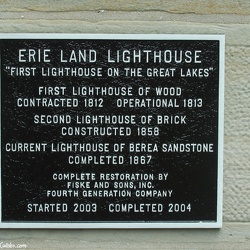 ERIE LAND LIGHTHOUSE
"FIRST LIGHTHOUSE ON THE GREAT LAKES"
FIRST LIGHTHOUSE OF WOOD
CONTRACTED 1812 OPERATIONAL 1813
SECOND LIGHTHOUSE OF BRICK
CONSTRUCTED 1858
CURRENT LIGHTHOUSE OF BEREA SANDSTONE
COMPLETED 1867
COMPLETE RESTORATION BY
FISKE AND SONS, INC.
FOURTH GENERATION COMPANY
STARTED 2003 COMPLETED 2004